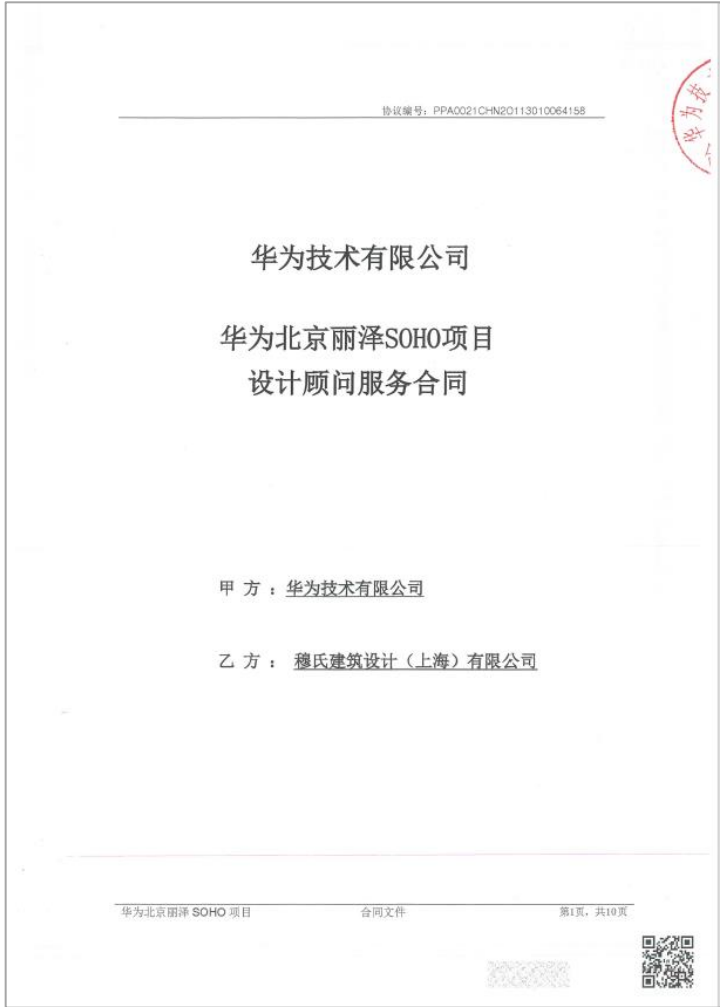 协议编号：PPA0021CHN2O113010064158
华为技
华为技术有限公司
华为北京丽泽SOHO项目
设计顾问服务合同
甲 方 ：华为技术有限公司
乙 方 ： 穆氏建筑设计（上海）有限公司
华为北京丽泽 SOHO 项目 合同文件 第1页，共10页